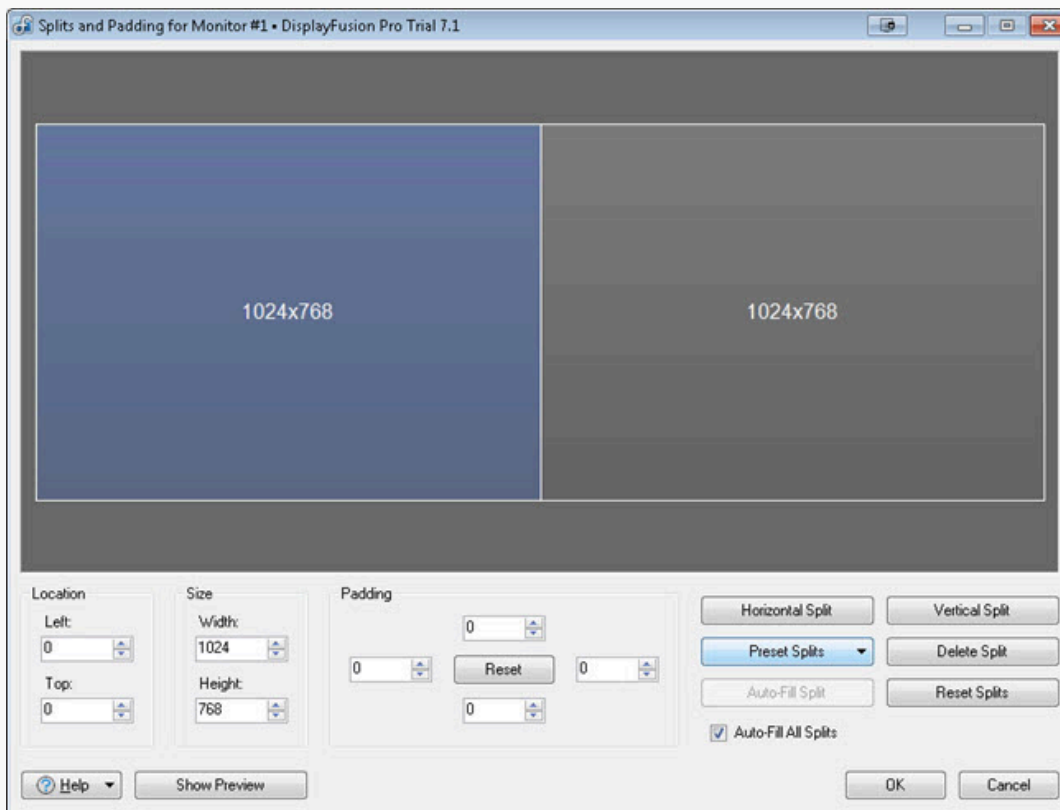 Splits and Padding for Monitor #1 • DisplayFusion Pro Trial 7.1
1024x768
1024x768
Location
Left:
0
Top:
0
Size
Width:
1024
Height:
768
Padding
0
0
Reset
0
0
Horizontal Split
Vertical Split
Preset Splits
Delete Split
Auto-Fill Split
Reset Splits
Auto-Fill All Splits
Help
Show Preview
OK
Cancel